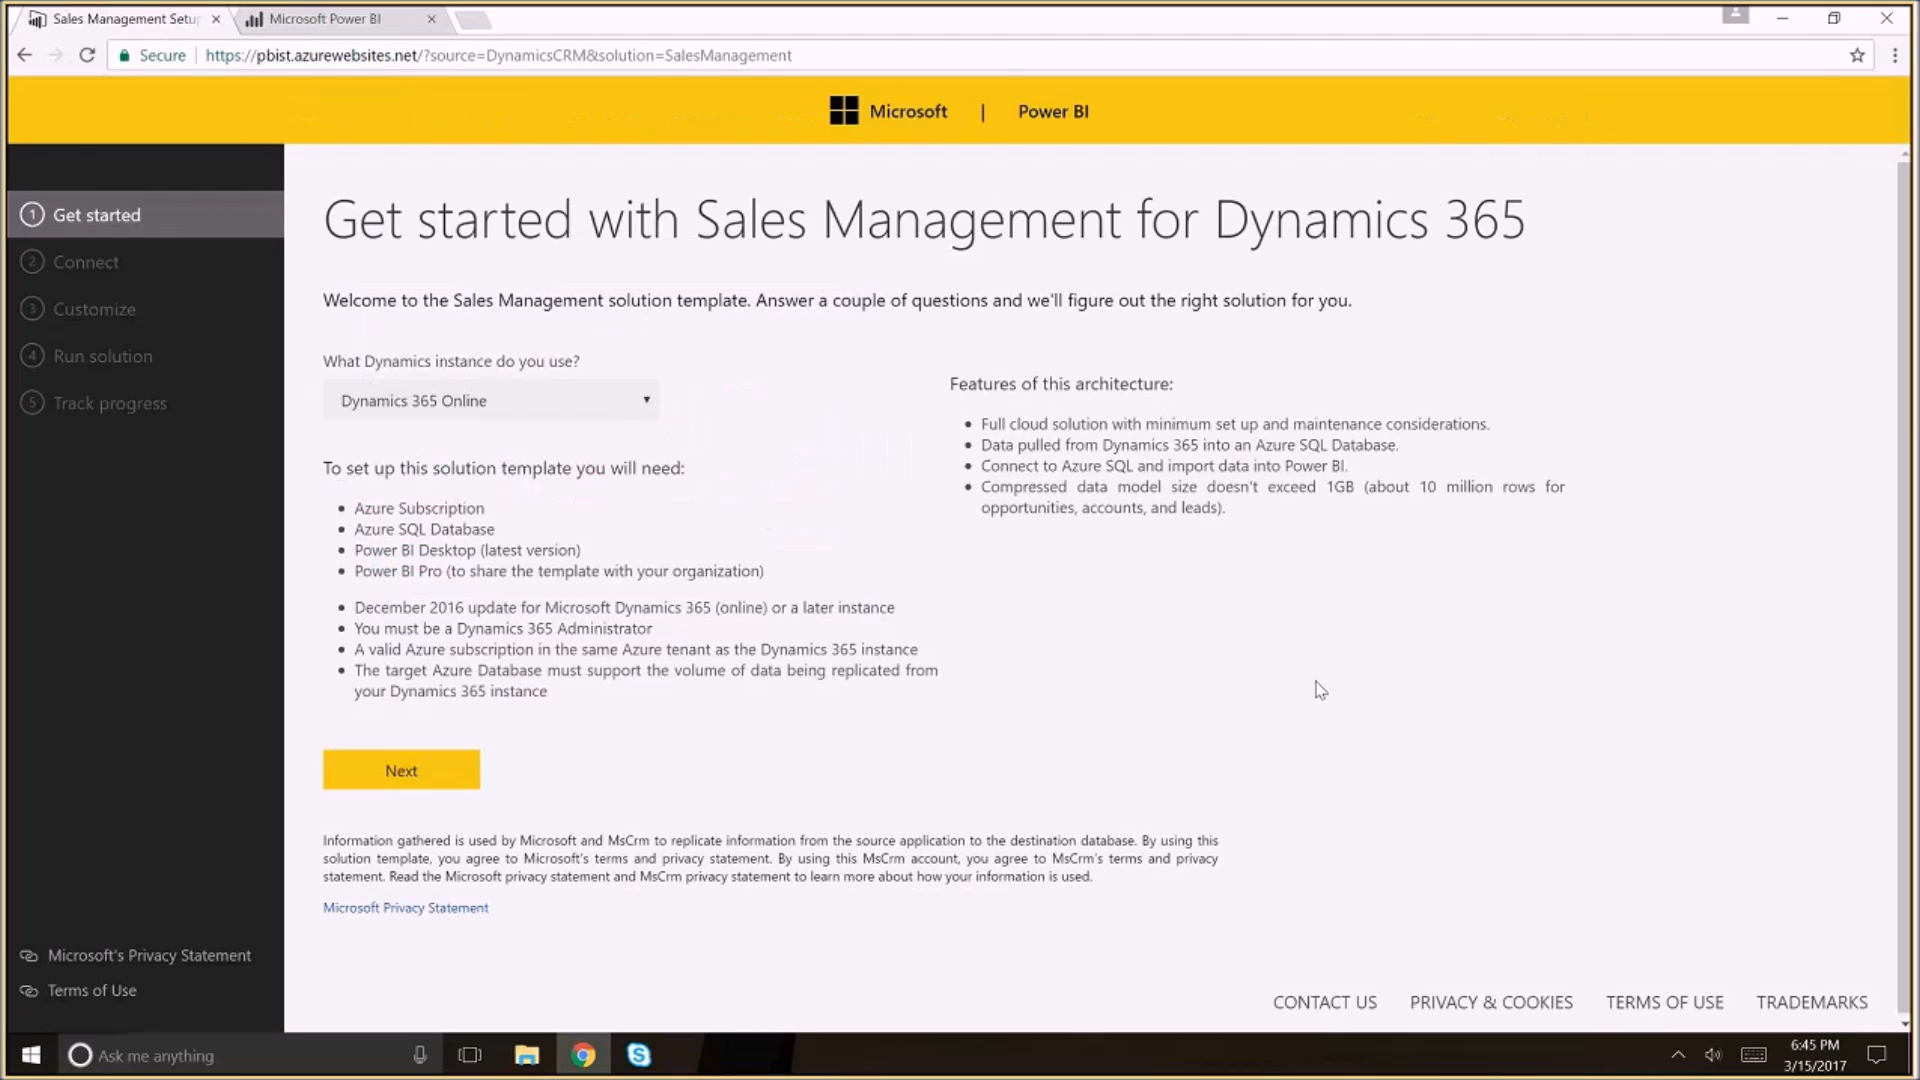 Sales Management Setu
Microsoft Power BI
Secure
https://pbist.azurewebsites.net/?source=DynamicsCRM&solution=SalesManagement
Microsoft | Power BI
1 Get started
2 Connect
3 Customize
4 Run solution
5 Track progress
Get started with Sales Management for Dynamics 365
Welcome to the Sales Management solution template. Answer a couple of questions and we'll figure out the right solution for you.
What Dynamics instance do you use?
Dynamics 365 Online
To set up this solution template you will need:
Azure Subscription
Azure SQL Database
Power BI Desktop (latest version)
Power BI Pro (to share the template with your organization)
December 2016 update for Microsoft Dynamics 365 (online) or a later instance
You must be a Dynamics 365 Administrator
A valid Azure subscription in the same Azure tenant as the Dynamics 365 instance
The target Azure Database must support the volume of data being replicated from
your Dynamics 365 instance
Features of this architecture:
Full cloud solution with minimum set up and maintenance considerations.
Data pulled from Dynamics 365 into an Azure SQL Database.
Connect to Azure SQL and import data into Power BI.
Compressed data model size doesn't exceed 1GB (about 10 million rows for
opportunities, accounts, and leads).
Next
Information gathered is used by Microsoft and MsCrm to replicate information from the source application to the destination database. By using this
solution template, you agree to Microsoft's terms and privacy statement. By using this MsCrm account, you agree to MsCrm's terms and privacy
statement. Read the Microsoft privacy statement and MsCrm privacy statement to learn more about how your information is used.
Microsoft Privacy Statement
Microsoft's Privacy Statement
Terms of Use
CONTACT US PRIVACY & COOKIES TERMS OF USE TRADEMARKS
Ask me anything
6:45 PM
3/15/2017